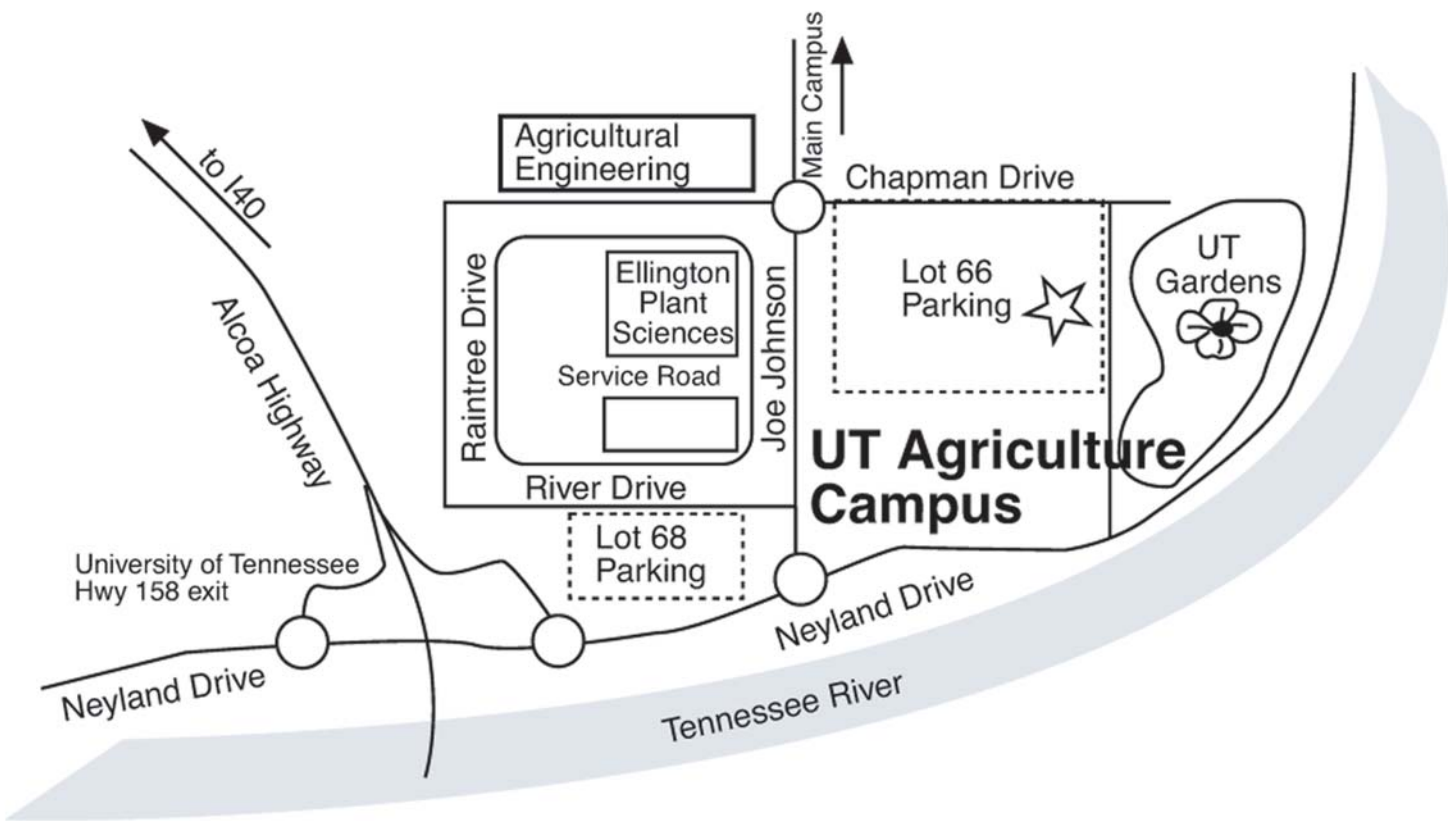 Main Campus
Agricultural
Engineering
to I40
Chapman Drive
UT
Gardens
Lot 66
Parking
Ellington
Plant
Sciences
Raintree Drive
Service Road
Joe Johnson
Alcoa Highway
UT Agriculture
Campus
River Drive
Lot 68
Parking
University of Tennessee
Hwy 158 exit
Neyland Drive
Neyland Drive
Tennessee River